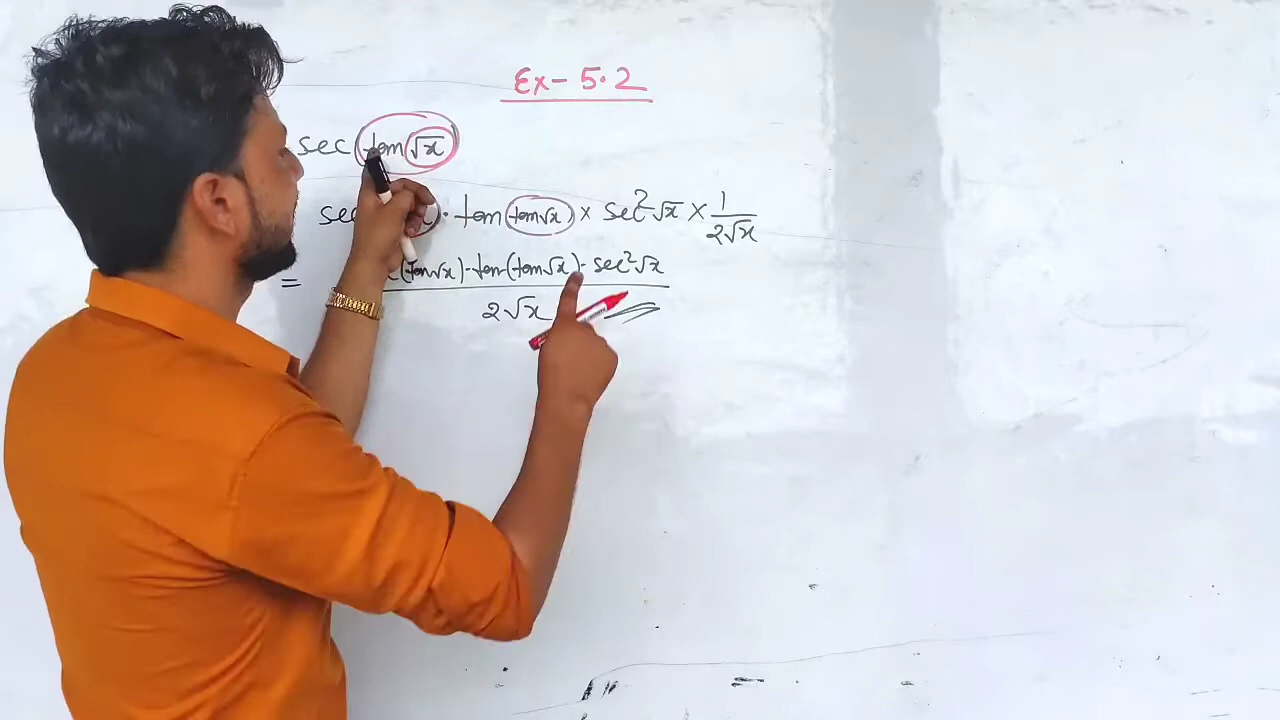 Ex- 5.2
sec(tan(√x))
tan(tan√x) × sec²√x × 1/2√x
= (tan√x)·tan(tan√x)·sec²√x / 2√x